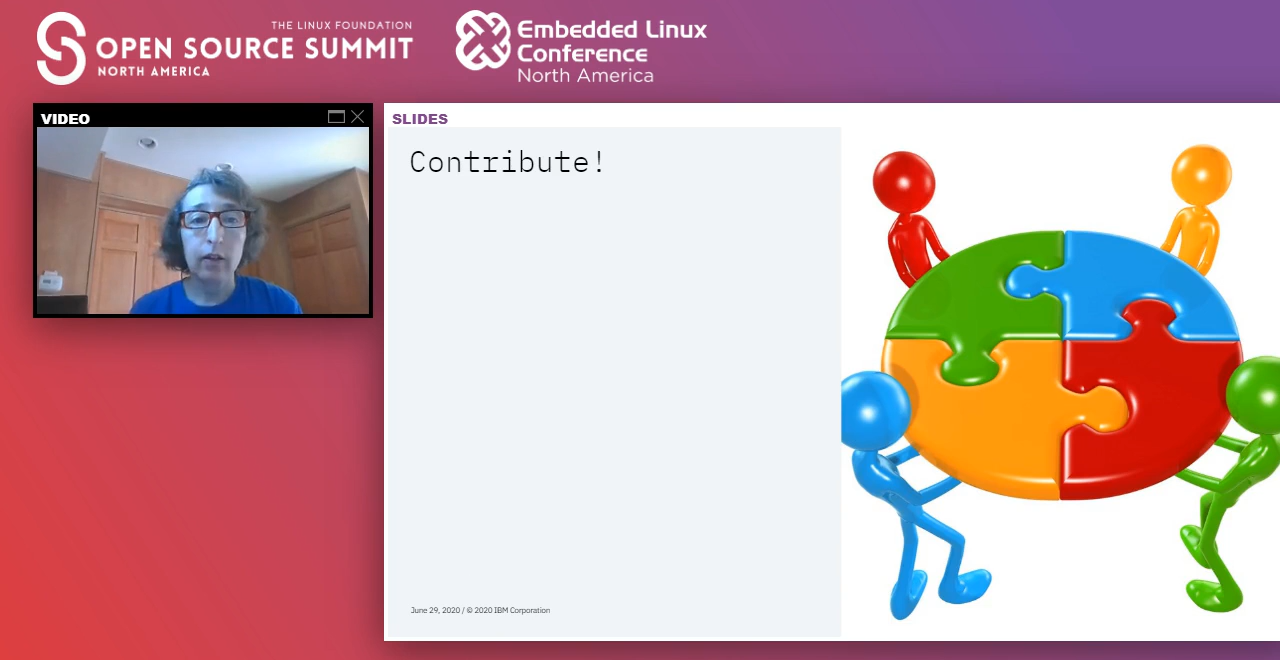 THE LINUX FOUNDATION
OPEN SOURCE SUMMIT
NORTH AMERICA
Embedded Linux
Conference
North America
VIDEO
SLIDES
Contribute!
June 29, 2020 / © 2020 IBM Corporation